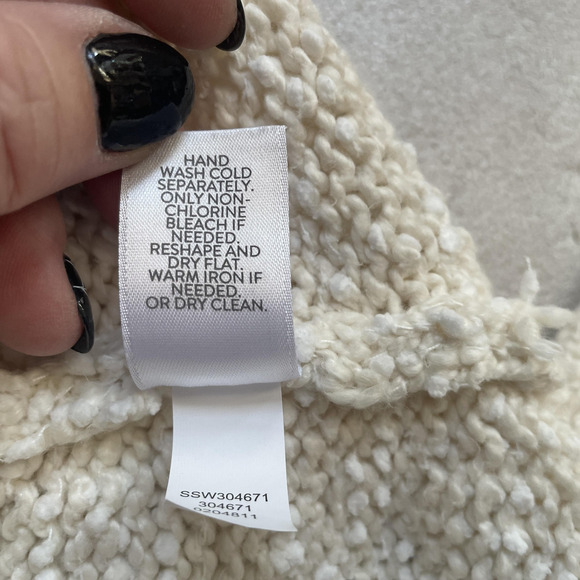 HAND
WASH COLD
SEPARATELY.
ONLY NON-
CHLORINE
BLEACH IF
NEEDED.
RESHAPE AND
DRY FLAT.
WARM IRON IF
NEEDED.
OR DRY CLEAN.
SSW304671
304671
0204811